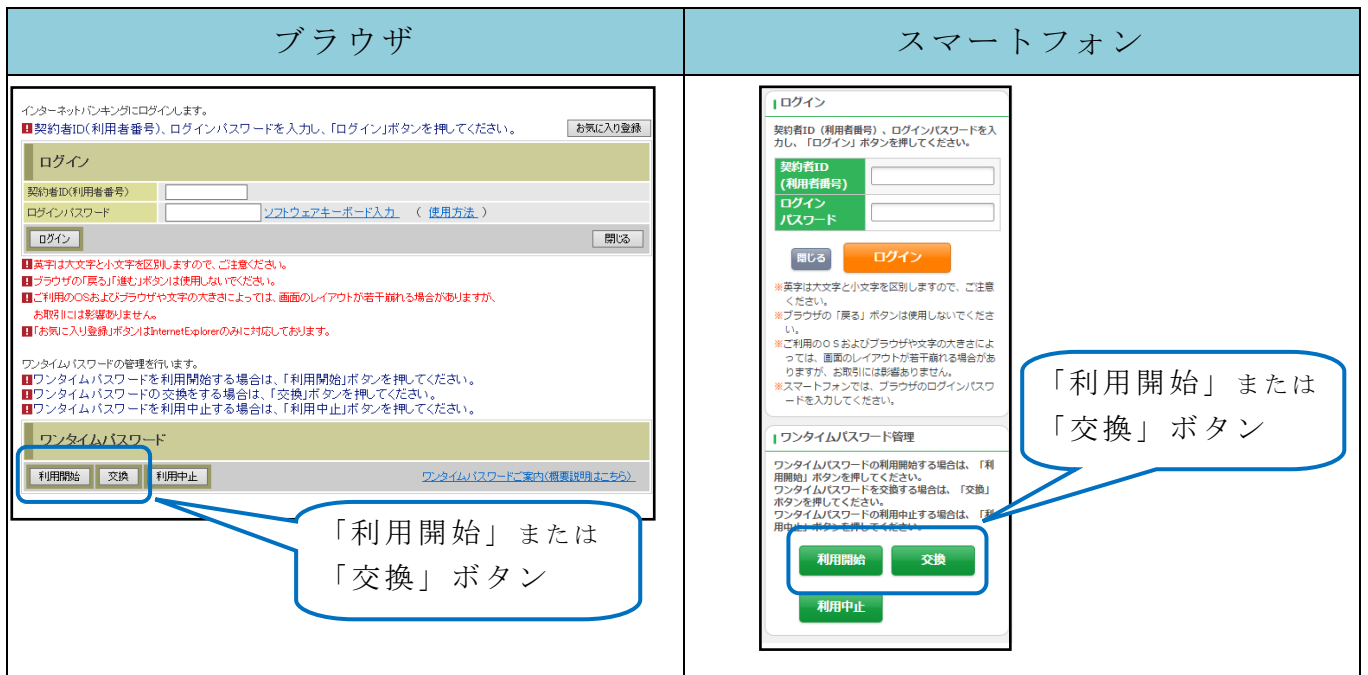 ブラウザ
インターネットバンキングにログインします。
契約者ID(利用者番号)、ログインパスワードを入力し、「ログイン」ボタンを押してください。
お気に入り登録
ログイン
契約者ID(利用者番号)
ログインパスワード
ソフトウェアキーボード入力 ( 使用方法 )
ログイン
閉じる
英字は大文字と小文字を区別しますので、ご注意ください。
ブラウザの「戻る」「進む」ボタンは使用しないでください。
ご利用のOSおよびブラウザや文字の大きさによっては、画面のレイアウトが若干崩れる場合がありますが、
お取引には影響ありません。
「お気に入り登録」ボタンはInternetExplorerのみに対応しております。
ワンタイムパスワードの管理を行います。
ワンタイムパスワードを利用開始する場合は、「利用開始」ボタンを押してください。
ワンタイムパスワードの交換をする場合は、「交換」ボタンを押してください。
ワンタイムパスワードを利用中止する場合は、「利用中止」ボタンを押してください。
ワンタイムパスワード
利用開始 交換 利用中止
ワンタイムパスワードご案内(概要説明はこちら)
「利用開始」または
「交換」ボタン
スマートフォン
ログイン
契約者ID(利用者番号)、ログインパスワードを入
力し、「ログイン」ボタンを押してください。
契約者ID
(利用者番号)
ログイン
パスワード
閉じる
ログイン
※英字は大文字と小文字を区別しますので、ご注意
ください。
※ブラウザの「戻る」ボタンは使用しないでくださ
い。
※ご利用のOSおよびブラウザや文字の大きさによ
っては、画面のレイアウトが若干崩れる場合があ
りますが、お取引には影響ありません。
※スマートフォンでは、ブラウザのログインパスワ
ードを入力してください。
ワンタイムパスワード管理
ワンタイムパスワードの利用開始する場合は、「利
用開始」ボタンを押してください。
ワンタイムパスワードを交換する場合は、「交換」
ボタンを押してください。
ワンタイムパスワードの利用中止する場合は、「利
用中止」ボタンを押してください。
利用開始
交換
利用中止
「利用開始」または
「交換」ボタン